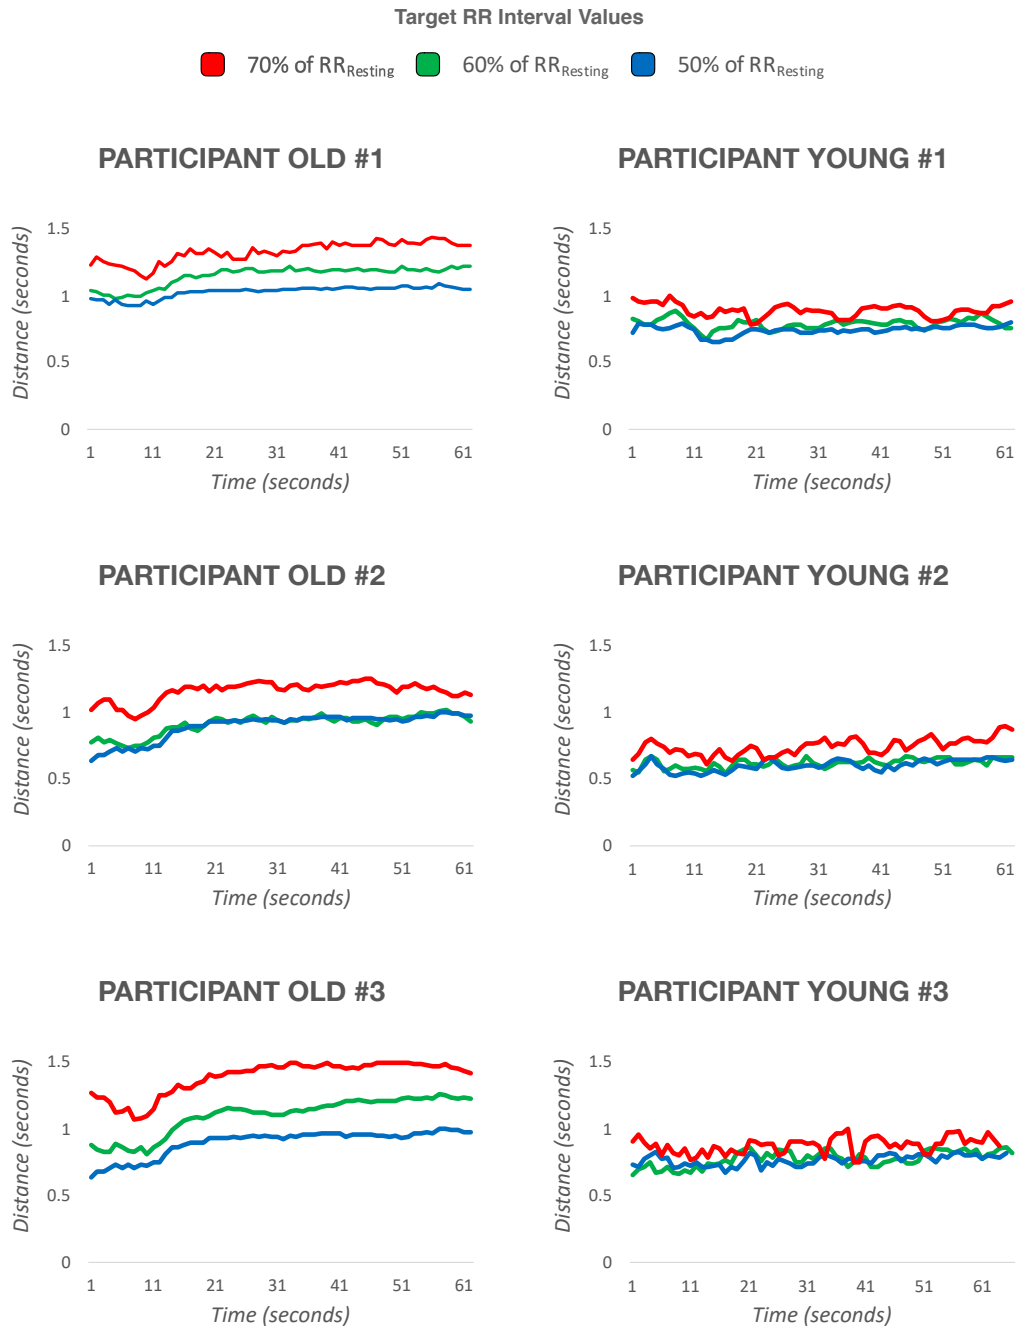 Target RR Interval Values
70% of RRResting 60% of RRResting 50% of RRResting
PARTICIPANT OLD #1
1.5
1
0.5
0
Distance (seconds)
1 11 21 31 41 51 61
Time (seconds)
PARTICIPANT YOUNG #1
1.5
1
0.5
0
Distance (seconds)
1 11 21 31 41 51 61
Time (seconds)
PARTICIPANT OLD #2
1.5
1
0.5
0
Distance (seconds)
1 11 21 31 41 51 61
Time (seconds)
PARTICIPANT YOUNG #2
1.5
1
0.5
0
Distance (seconds)
1 11 21 31 41 51 61
Time (seconds)
PARTICIPANT OLD #3
1.5
1
0.5
0
Distance (seconds)
1 11 21 31 41 51 61
Time (seconds)
PARTICIPANT YOUNG #3
1.5
1
0.5
0
Distance (seconds)
1 11 21 31 41 51 61
Time (seconds)